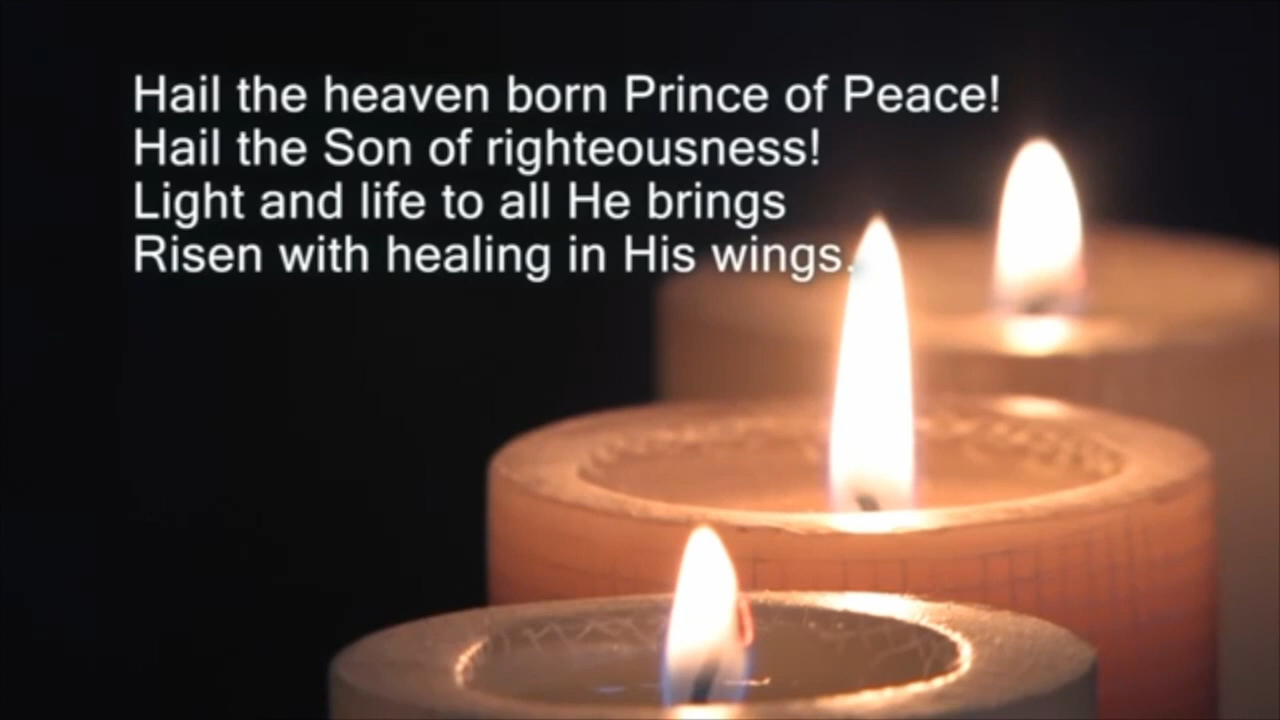 Hail the heaven born Prince of Peace!
Hail the Son of righteousness!
Light and life to all He brings
Risen with healing in His wings.